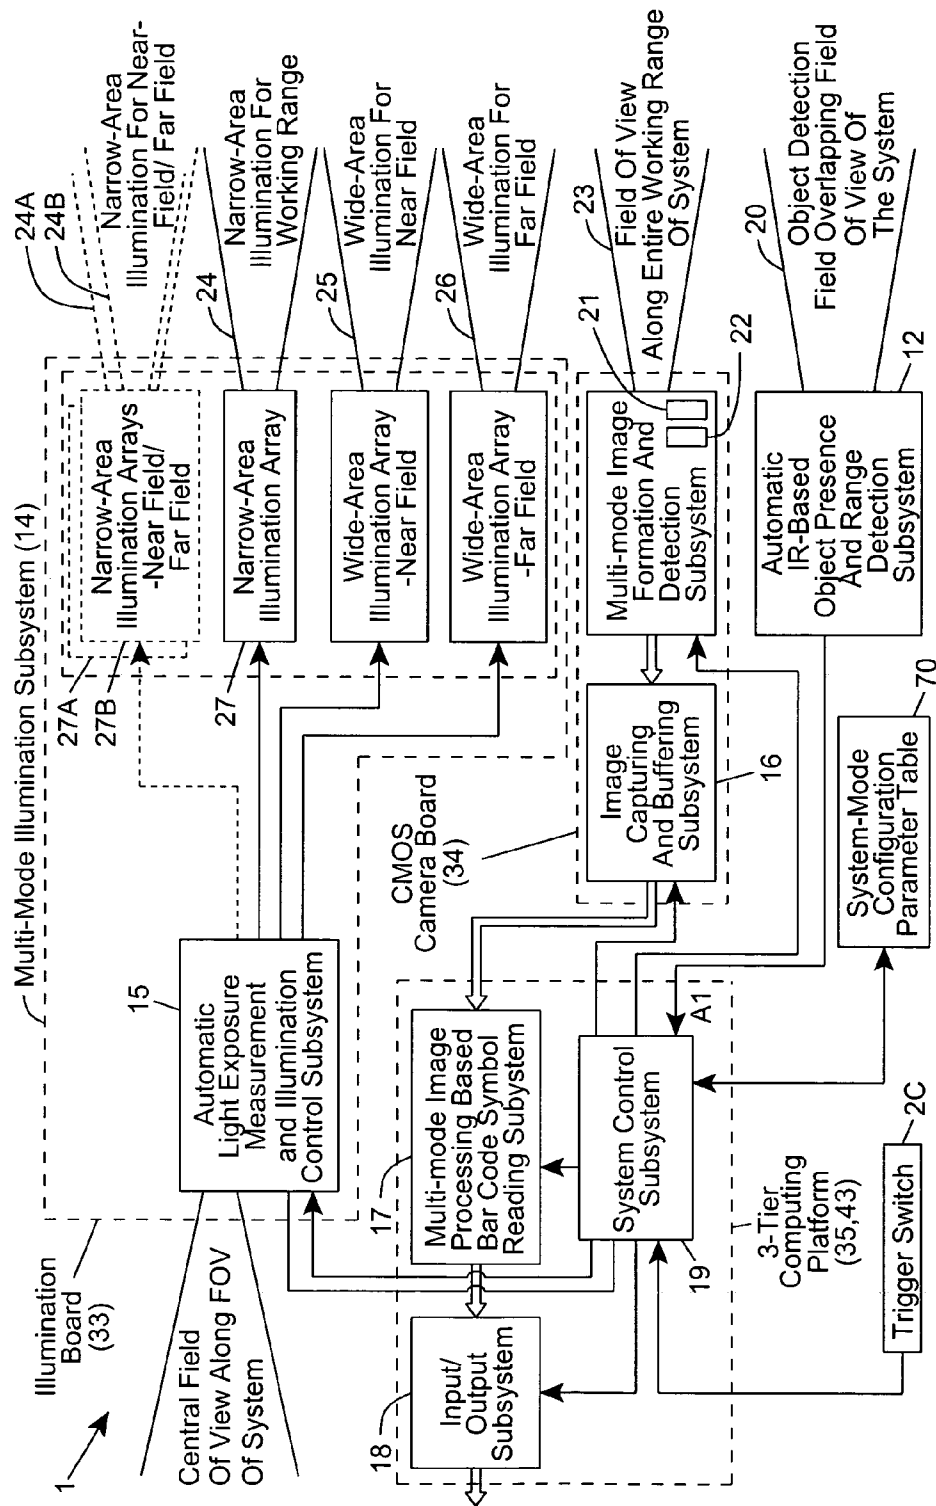 1
Illumination
Board
(33)
Multi-Mode Illumination Subsystem (14)
Central Field
Of View Along FOV
Of System
15
Automatic
Light Exposure
Measurement
and Illumination
Control Subsystem
27A
27B
Narrow-Area
Illumination Arrays
-Near Field/
Far Field
24A
24B
Narrow-Area
Illumination For Near-
Field/ Far Field
27
Narrow-Area
Illumination Array
24
Narrow-Area
Illumination For
Working Range
Wide-Area
Illumination Array
-Near Field
25
Wide-Area
Illumination For
Near Field
Wide-Area
Illumination Array
-Far Field
26
Wide-Area
Illumination For
Far Field
CMOS
Camera Board
(34)
18
Input/
Output
Subsystem
17
Multi-mode Image
Processing Based
Bar Code Symbol
Reading Subystem
Image
Capturing
And Buffering
Subsystem
16
Multi-mode Image
Formation And
Detection
Subsystem
21
22
23
Field Of View
Along Entire Working Range
Of System
System Control
Subsystem
19
A1
3-Tier
Computing
Platform
(35,43)
Automatic
IR-Based
Object Presence
And Range
Detection
Subsystem
12
20
Object Detection
Field Overlapping Field
Of View Of
The System
Trigger Switch
2C
System-Mode
Configuration
Parameter Table
70